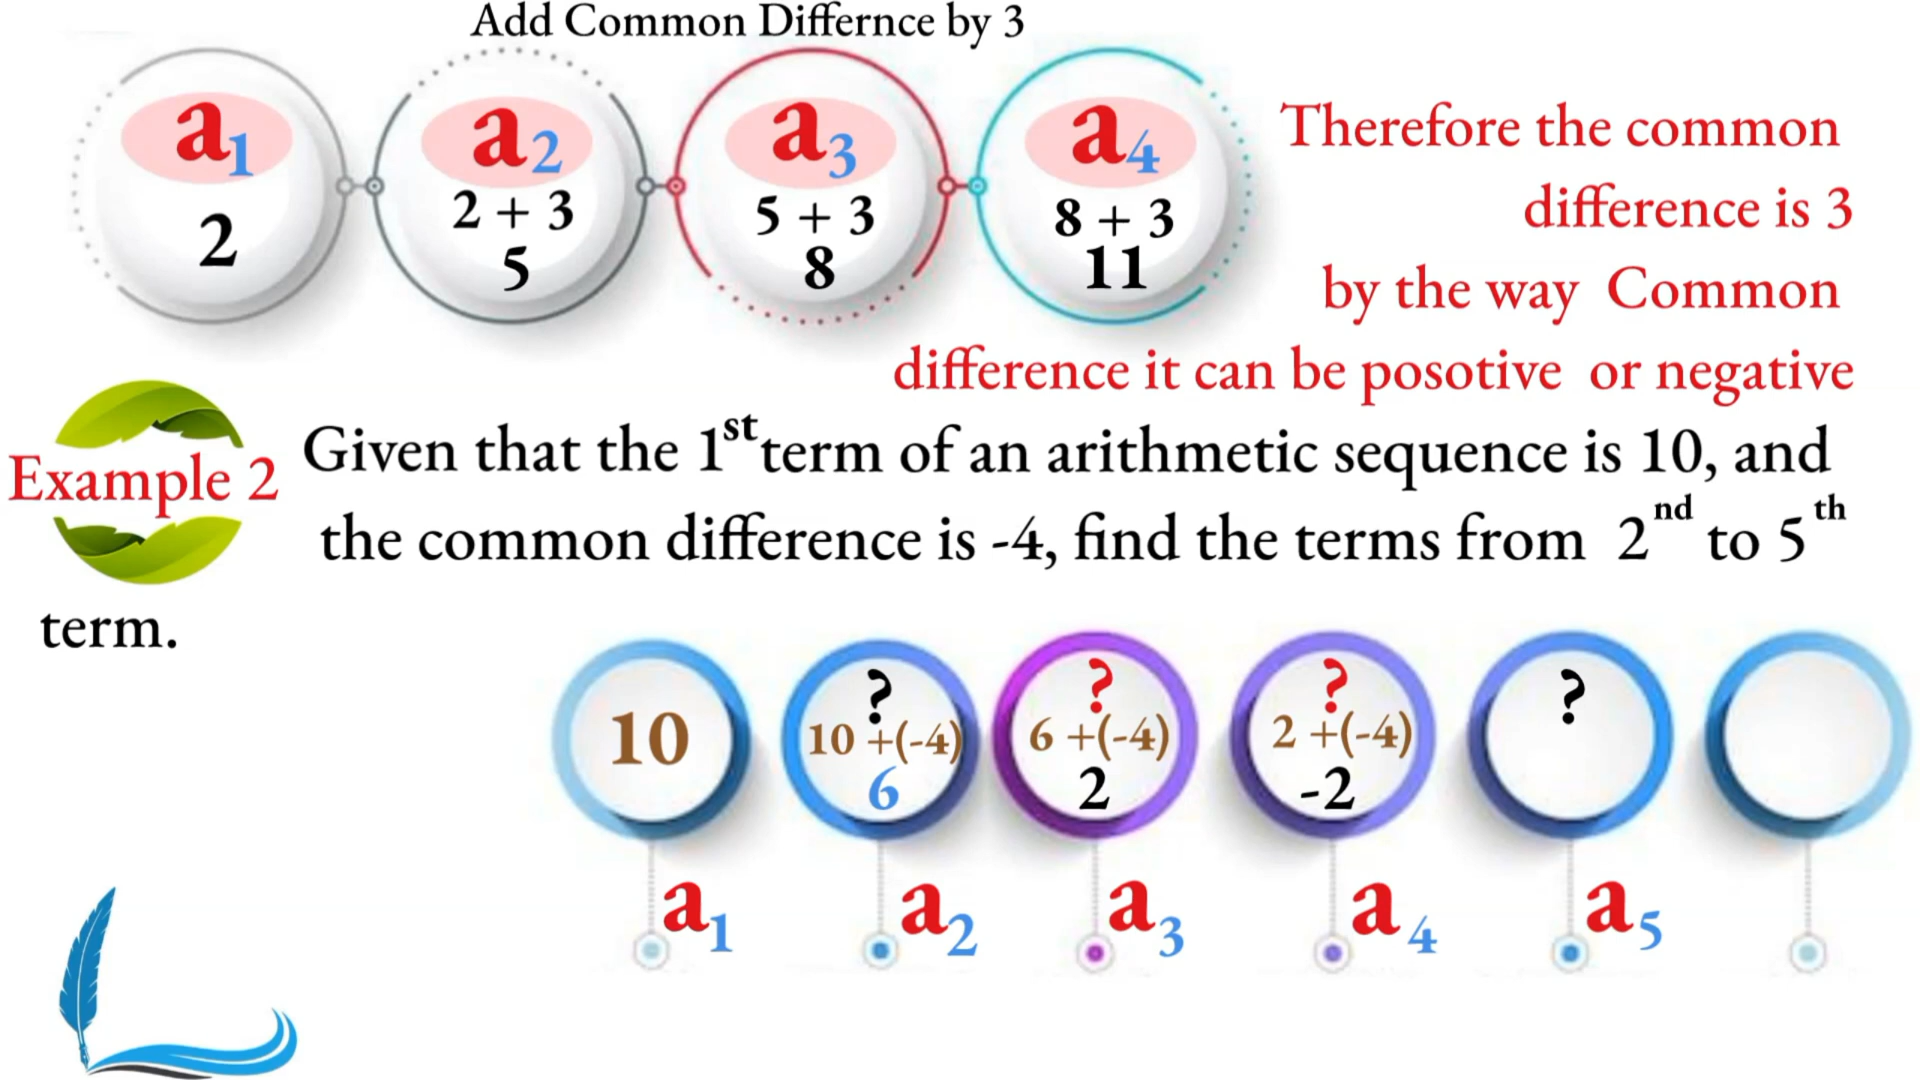 Add Common Differnce by 3
a1
2
a2
2 + 3
5
a3
5 + 3
8
a4
8 + 3
11
Therefore the common
difference is 3
by the way Common
difference it can be posotive or negative
Example 2
Given that the 1st term of an arithmetic sequence is 10, and
the common difference is -4, find the terms from 2nd to 5th
term.
10
?
10 +(-4)
6
?
6 +(-4)
2
?
2 +(-4)
-2
?
a1
a2
a3
a4
a5